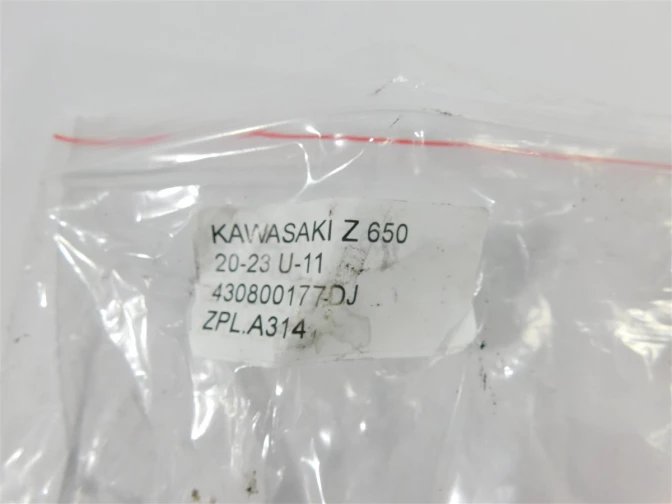 KAWASAKİ Z 650
20-23 U-11
430800177-DJ
ZPL.A314